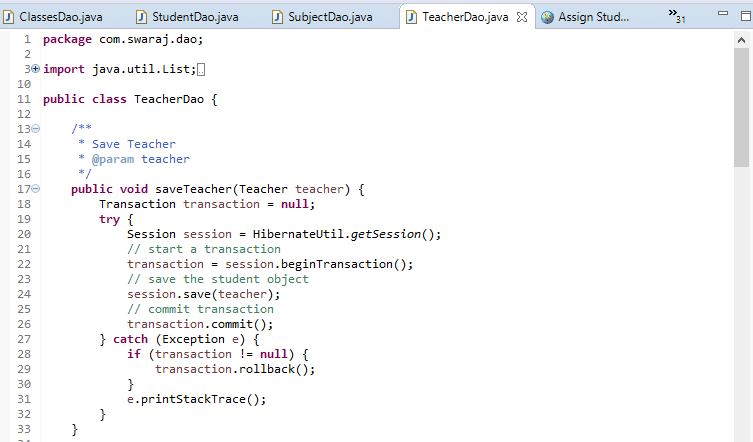 ClassesDao.java StudentDao.java SubjectDao.java TeacherDao.java Assign Stud... »31
1 package com.swaraj.dao;
2
3 import java.util.List;
10
11 public class TeacherDao {
12
13 /**
14 * Save Teacher
15 * @param teacher
16 */
17 public void saveTeacher(Teacher teacher) {
18 Transaction transaction = null;
19 try {
20 Session session = HibernateUtil.getSession();
21 // start a transaction
22 transaction = session.beginTransaction();
23 // save the student object
24 session.save(teacher);
25 // commit transaction
26 transaction.commit();
27 } catch (Exception e) {
28 if (transaction != null) {
29 transaction.rollback();
30 }
31 e.printStackTrace();
32 }
33 }